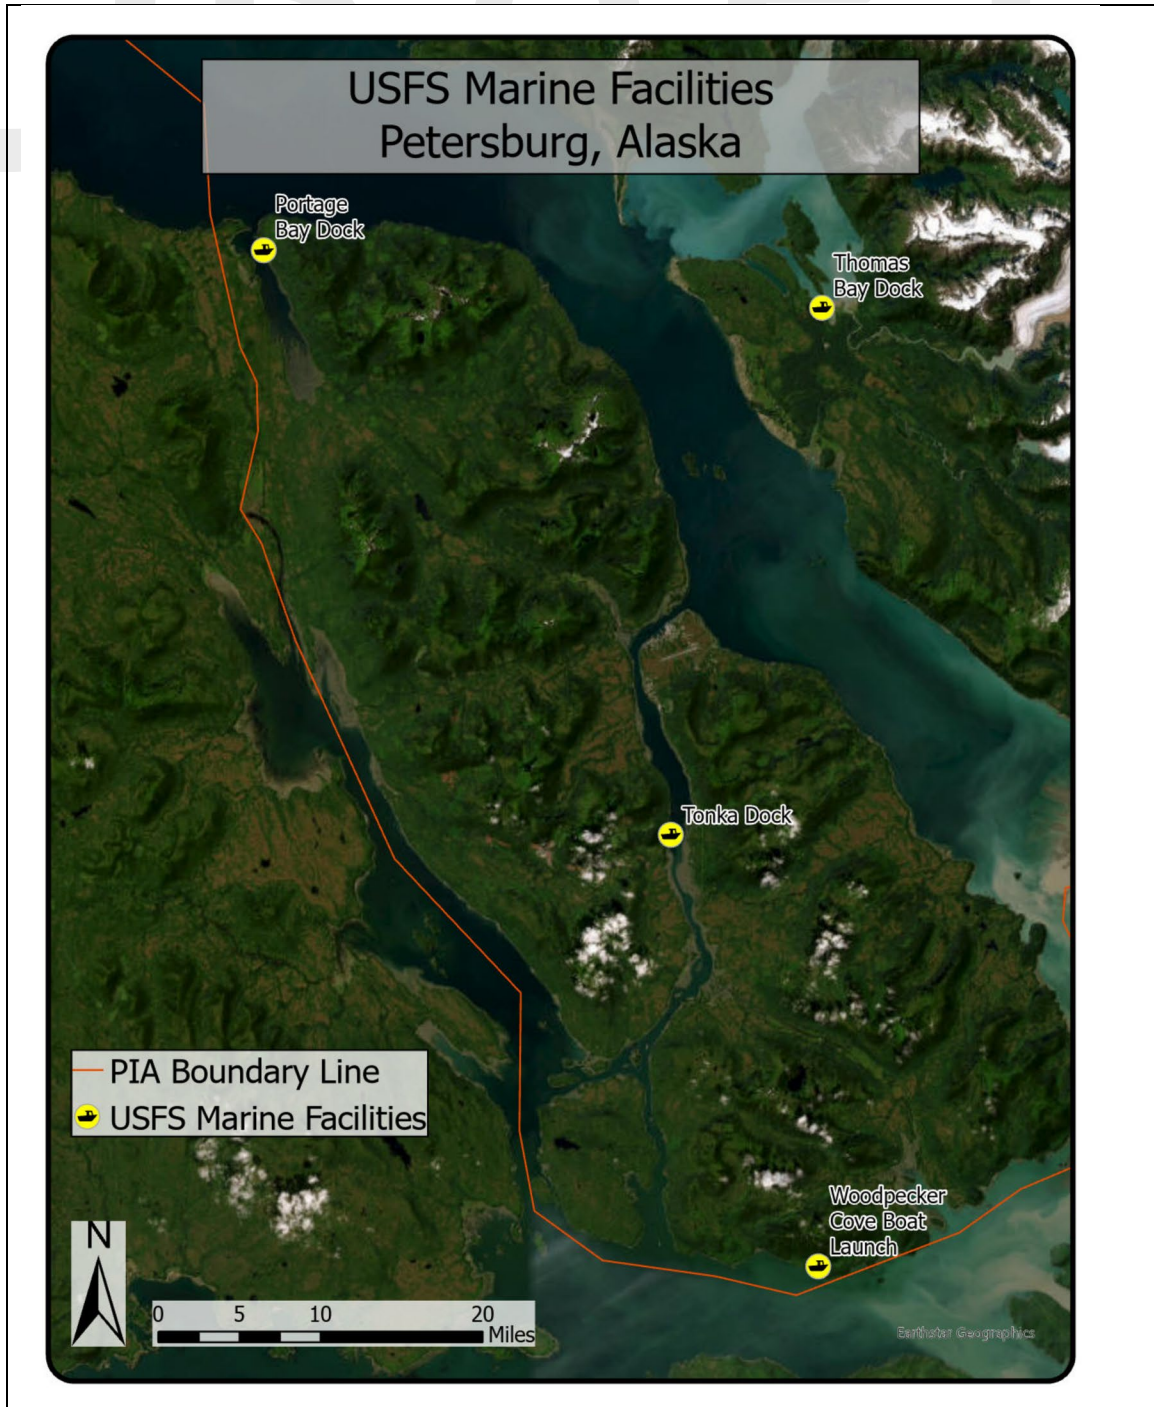 USFS Marine Facilities
Petersburg, Alaska
Portage
Bay Dock
Thomas
Bay Dock
Tonka Dock
PIA Boundary Line
USFS Marine Facilities
Woodpecker
Cove Boat
Launch
N
0 5 10 20
Miles
Earthstar Geographics